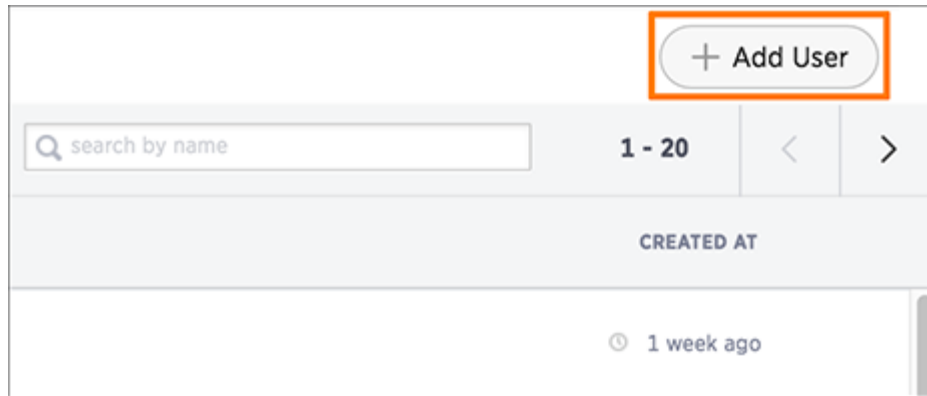 + Add User
search by name
1 - 20
CREATED AT
1 week ago